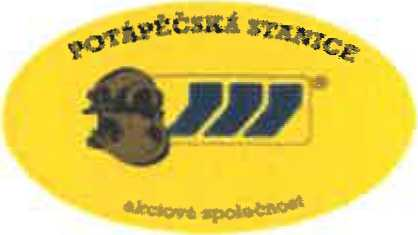 POTÁPĚČSKÁ STANICE
akciová společnost